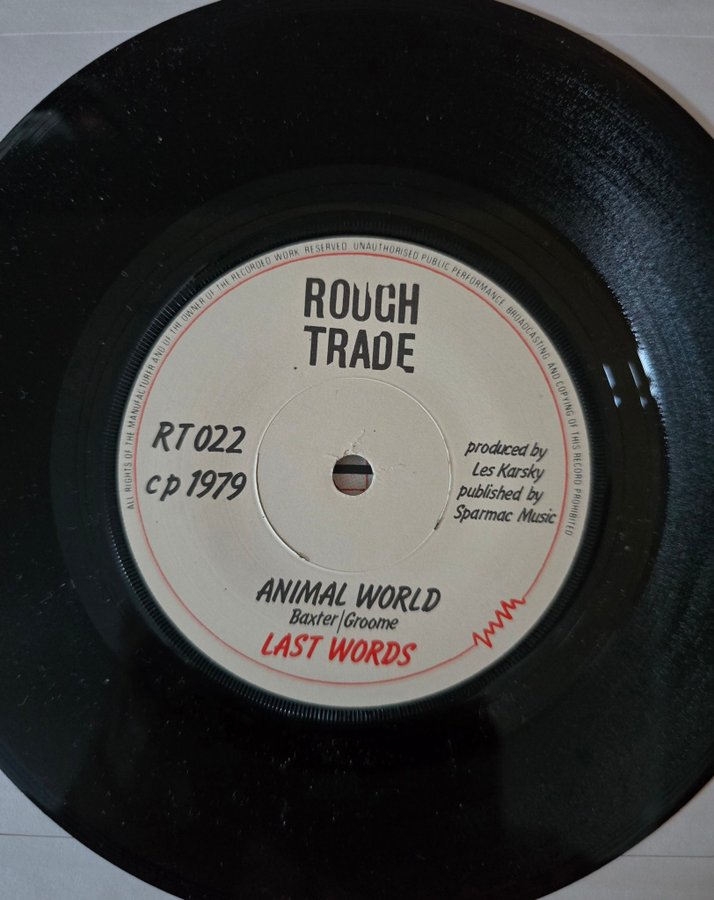 ALL RIGHTS OF THE MANUFACTURER AND OF THE OWNER OF THE RECORDED WORK RESERVED. UNAUTHORISED PUBLIC PERFORMANCE BROADCASTING AND COPYING OF THIS RECORD PROHIBITED
ROUGH
TRADE
RT 022
cp 1979
produced by
Les Karsky
published by
Sparmac Music
ANIMAL WORLD
Baxter/Groome
LAST WORDS